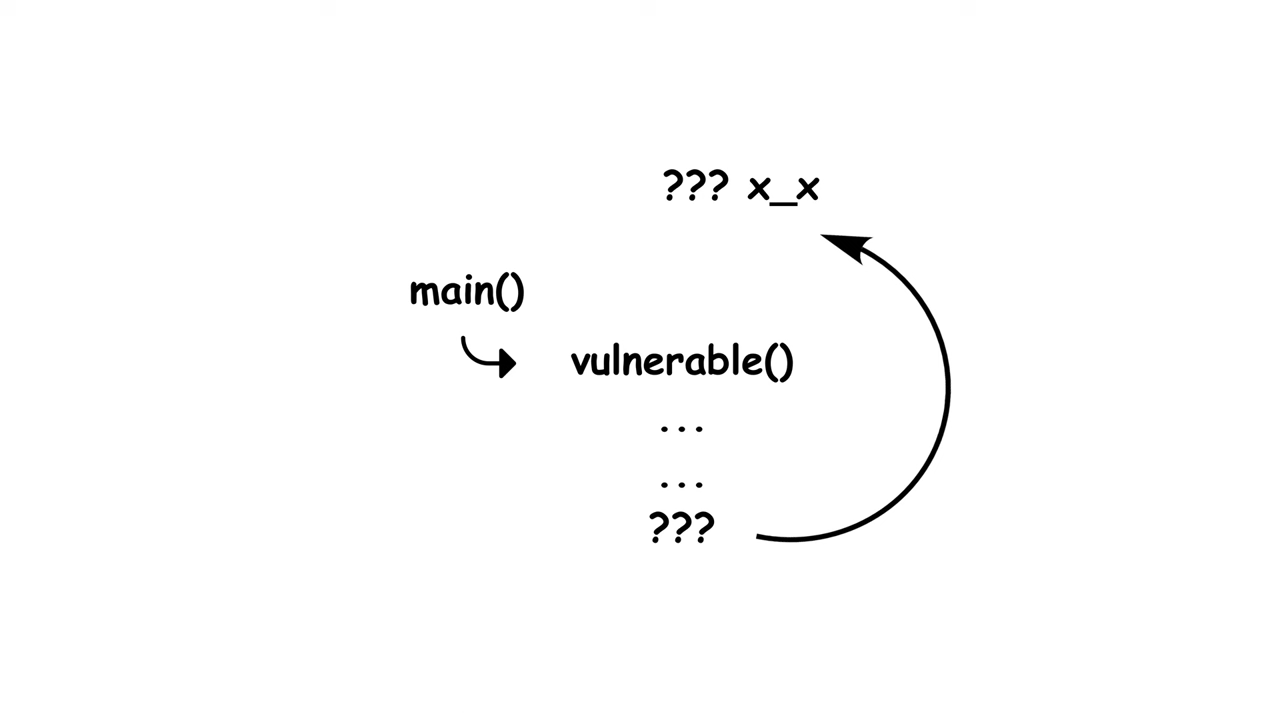 ??? x_x
main()
vulnerable()
...
...
???